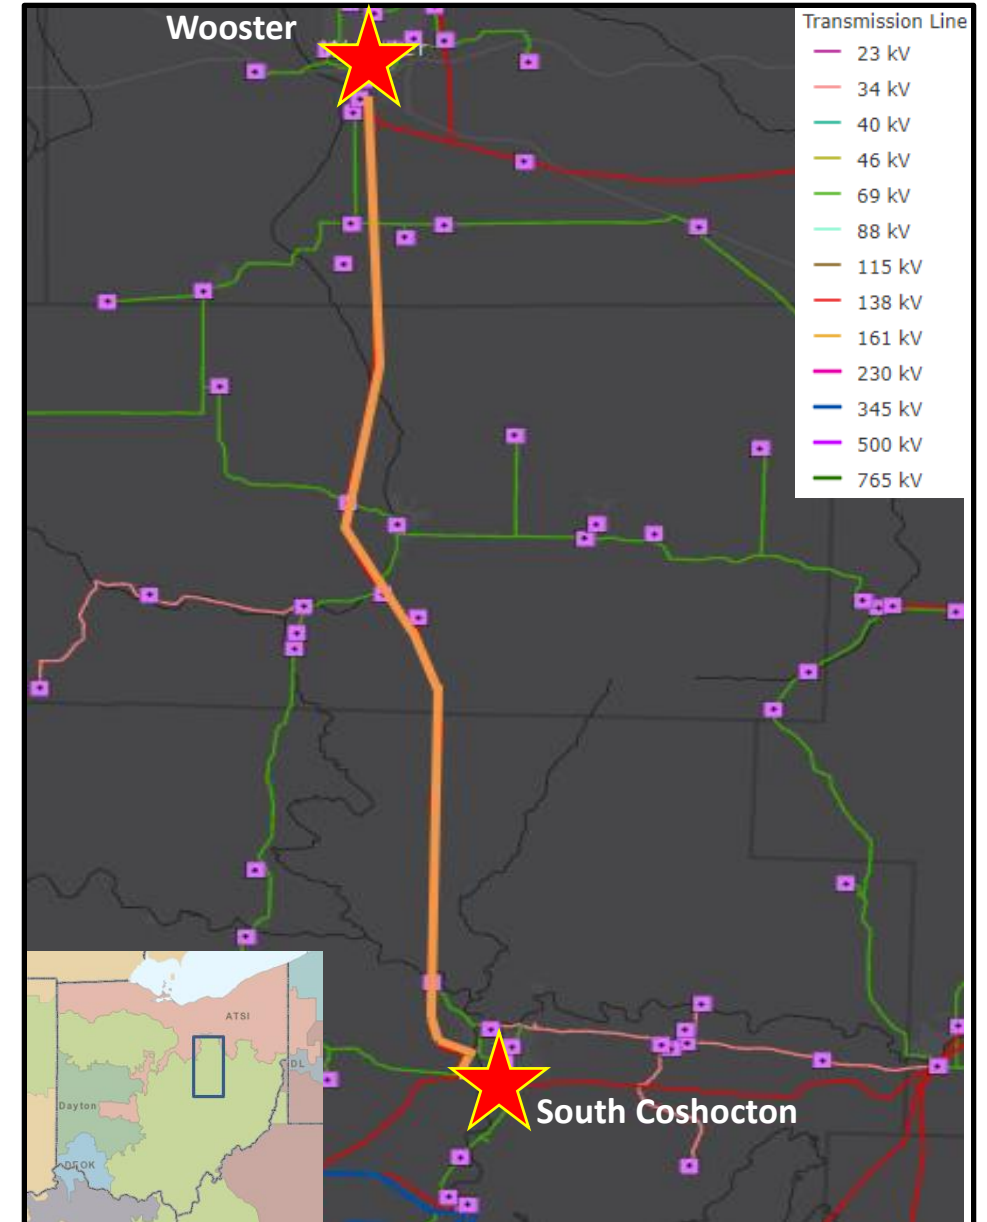 Wooster
Transmission Line
23 kV
34 kV
40 kV
46 kV
69 kV
88 kV
115 kV
138 kV
161 kV
230 kV
345 kV
500 kV
765 kV
South Coshocton
ATSI
DL
Dayton
DEOK